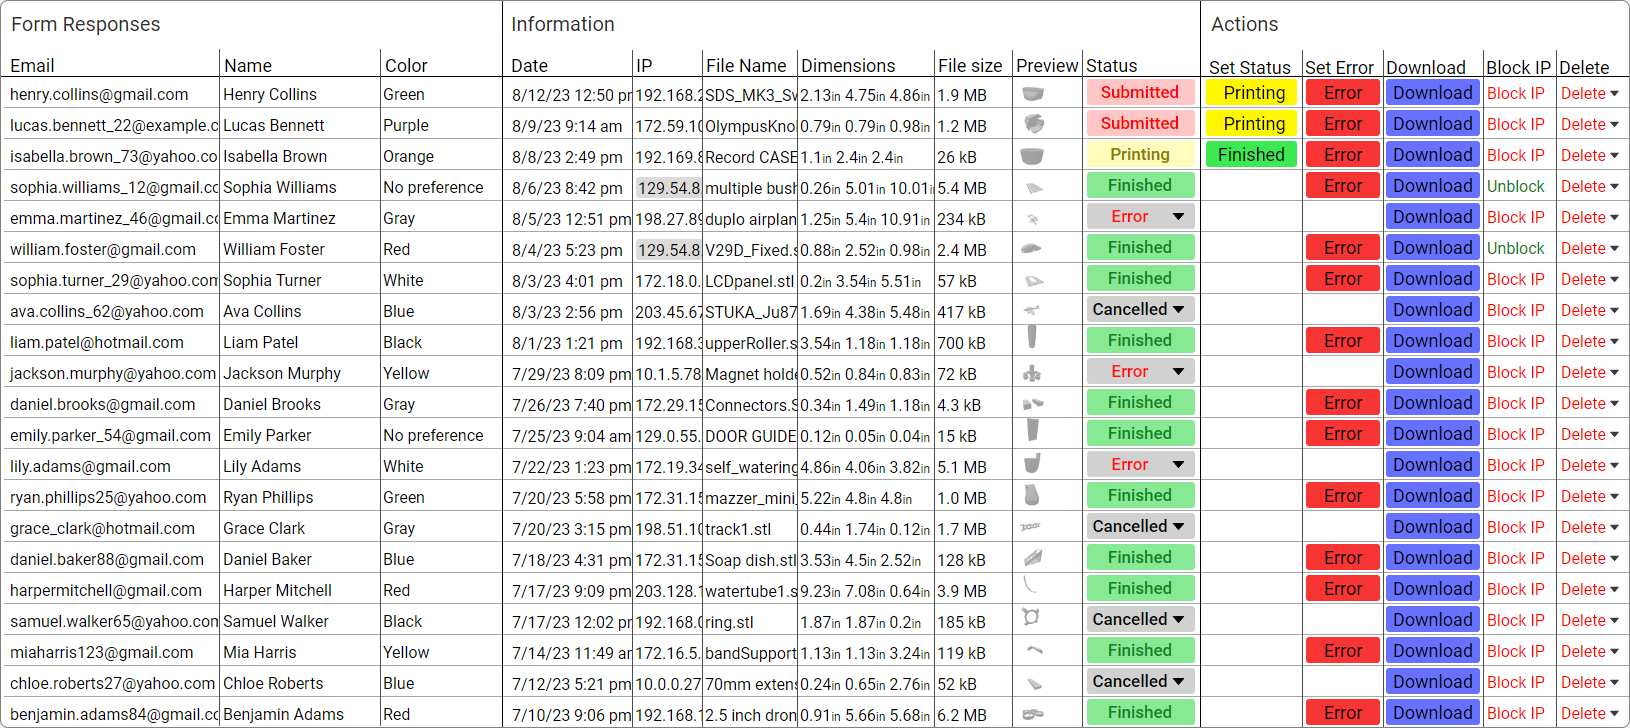 Form Responses Information Actions
Email Name Color Date IP File Name Dimensions File size Preview Status Set Status Set Error Download Block IP Delete
henry.collins@gmail.com Henry Collins Green 8/12/23 12:50 pm 192.168.2 SDS_MK3_Sw 2.13in 4.75in 4.86in 1.9 MB Submitted Printing Error Download Block IP Delete
lucas.bennett_22@example.c Lucas Bennett Purple 8/9/23 9:14 am 172.59.10 OlympusKno 0.79in 0.79in 0.98in 1.2 MB Submitted Printing Error Download Block IP Delete
isabella.brown_73@yahoo.co Isabella Brown Orange 8/8/23 2:49 pm 192.169.8 Record CASE 1.1in 2.4in 2.4in 26 kB Printing Finished Error Download Block IP Delete
sophia.williams_12@gmail.cc Sophia Williams No preference 8/6/23 8:42 pm 129.54.8 multiple bush 0.26in 5.01in 10.01in 5.4 MB Finished Error Download Unblock Delete
emma.martinez_46@gmail.cc Emma Martinez Gray 8/5/23 12:51 pm 198.27.89 duplo airplan 1.25in 5.4in 10.91in 234 kB Error Download Block IP Delete
william.foster@gmail.com William Foster Red 8/4/23 5:23 pm 129.54.8 V29D_Fixed.s 0.88in 2.52in 0.98in 2.4 MB Finished Error Download Unblock Delete
sophia.turner_29@yahoo.com Sophia Turner White 8/3/23 4:01 pm 172.18.0. LCDpanel.stl 0.2in 3.54in 5.51in 57 kB Finished Error Download Block IP Delete
ava.collins_62@yahoo.com Ava Collins Blue 8/3/23 2:56 pm 203.45.67 STUKA_Ju87 1.69in 4.38in 5.48in 417 kB Cancelled Download Block IP Delete
liam.patel@hotmail.com Liam Patel Black 8/1/23 1:21 pm 192.168.3 upperRoller.s 3.54in 1.18in 1.18in 700 kB Finished Error Download Block IP Delete
jackson.murphy@yahoo.com Jackson Murphy Yellow 7/29/23 8:09 pm 10.1.5.78 Magnet holde 0.52in 0.84in 0.83in 72 kB Error Download Block IP Delete
daniel.brooks@gmail.com Daniel Brooks Gray 7/26/23 7:40 pm 172.29.15 Connectors.S 0.34in 1.49in 1.18in 4.3 kB Finished Error Download Block IP Delete
emily.parker_54@gmail.com Emily Parker No preference 7/25/23 9:04 am 129.0.55. DOOR GUIDE 0.12in 0.05in 0.04in 15 kB Finished Error Download Block IP Delete
lily.adams@gmail.com Lily Adams White 7/22/23 1:23 pm 172.19.34 self_watering 4.86in 4.06in 3.82in 5.1 MB Error Download Block IP Delete
ryan.phillips25@yahoo.com Ryan Phillips Green 7/20/23 5:58 pm 172.31.15 mazzer_mini_ 5.22in 4.8in 4.8in 1.0 MB Finished Error Download Block IP Delete
grace_clark@hotmail.com Grace Clark Gray 7/20/23 3:15 pm 198.51.10 track1.stl 0.44in 1.74in 0.12in 1.7 MB Cancelled Download Block IP Delete
daniel.baker88@gmail.com Daniel Baker Blue 7/18/23 4:31 pm 172.31.15 Soap dish.stl 3.53in 4.5in 2.52in 128 kB Finished Error Download Block IP Delete
harpermitchell@gmail.com Harper Mitchell Red 7/17/23 9:09 pm 203.128.1 watertube1.s 9.23in 7.08in 0.64in 3.9 MB Finished Error Download Block IP Delete
samuel.walker65@yahoo.com Samuel Walker Black 7/17/23 12:02 pm 192.168.0 ring.stl 1.87in 1.87in 0.2in 185 kB Cancelled Download Block IP Delete
miaharris123@gmail.com Mia Harris Yellow 7/14/23 11:49 am 172.16.5. bandSupport 1.13in 1.13in 3.24in 119 kB Finished Error Download Block IP Delete
chloe.roberts27@yahoo.com Chloe Roberts Blue 7/12/23 5:21 pm 10.0.0.27 70mm extens 0.24in 0.65in 2.76in 52 kB Cancelled Download Block IP Delete
benjamin.adams84@gmail.cc Benjamin Adams Red 7/10/23 9:06 pm 192.168.1 2.5 inch dron 0.91in 5.66in 5.68in 6.2 MB Finished Error Download Block IP Delete